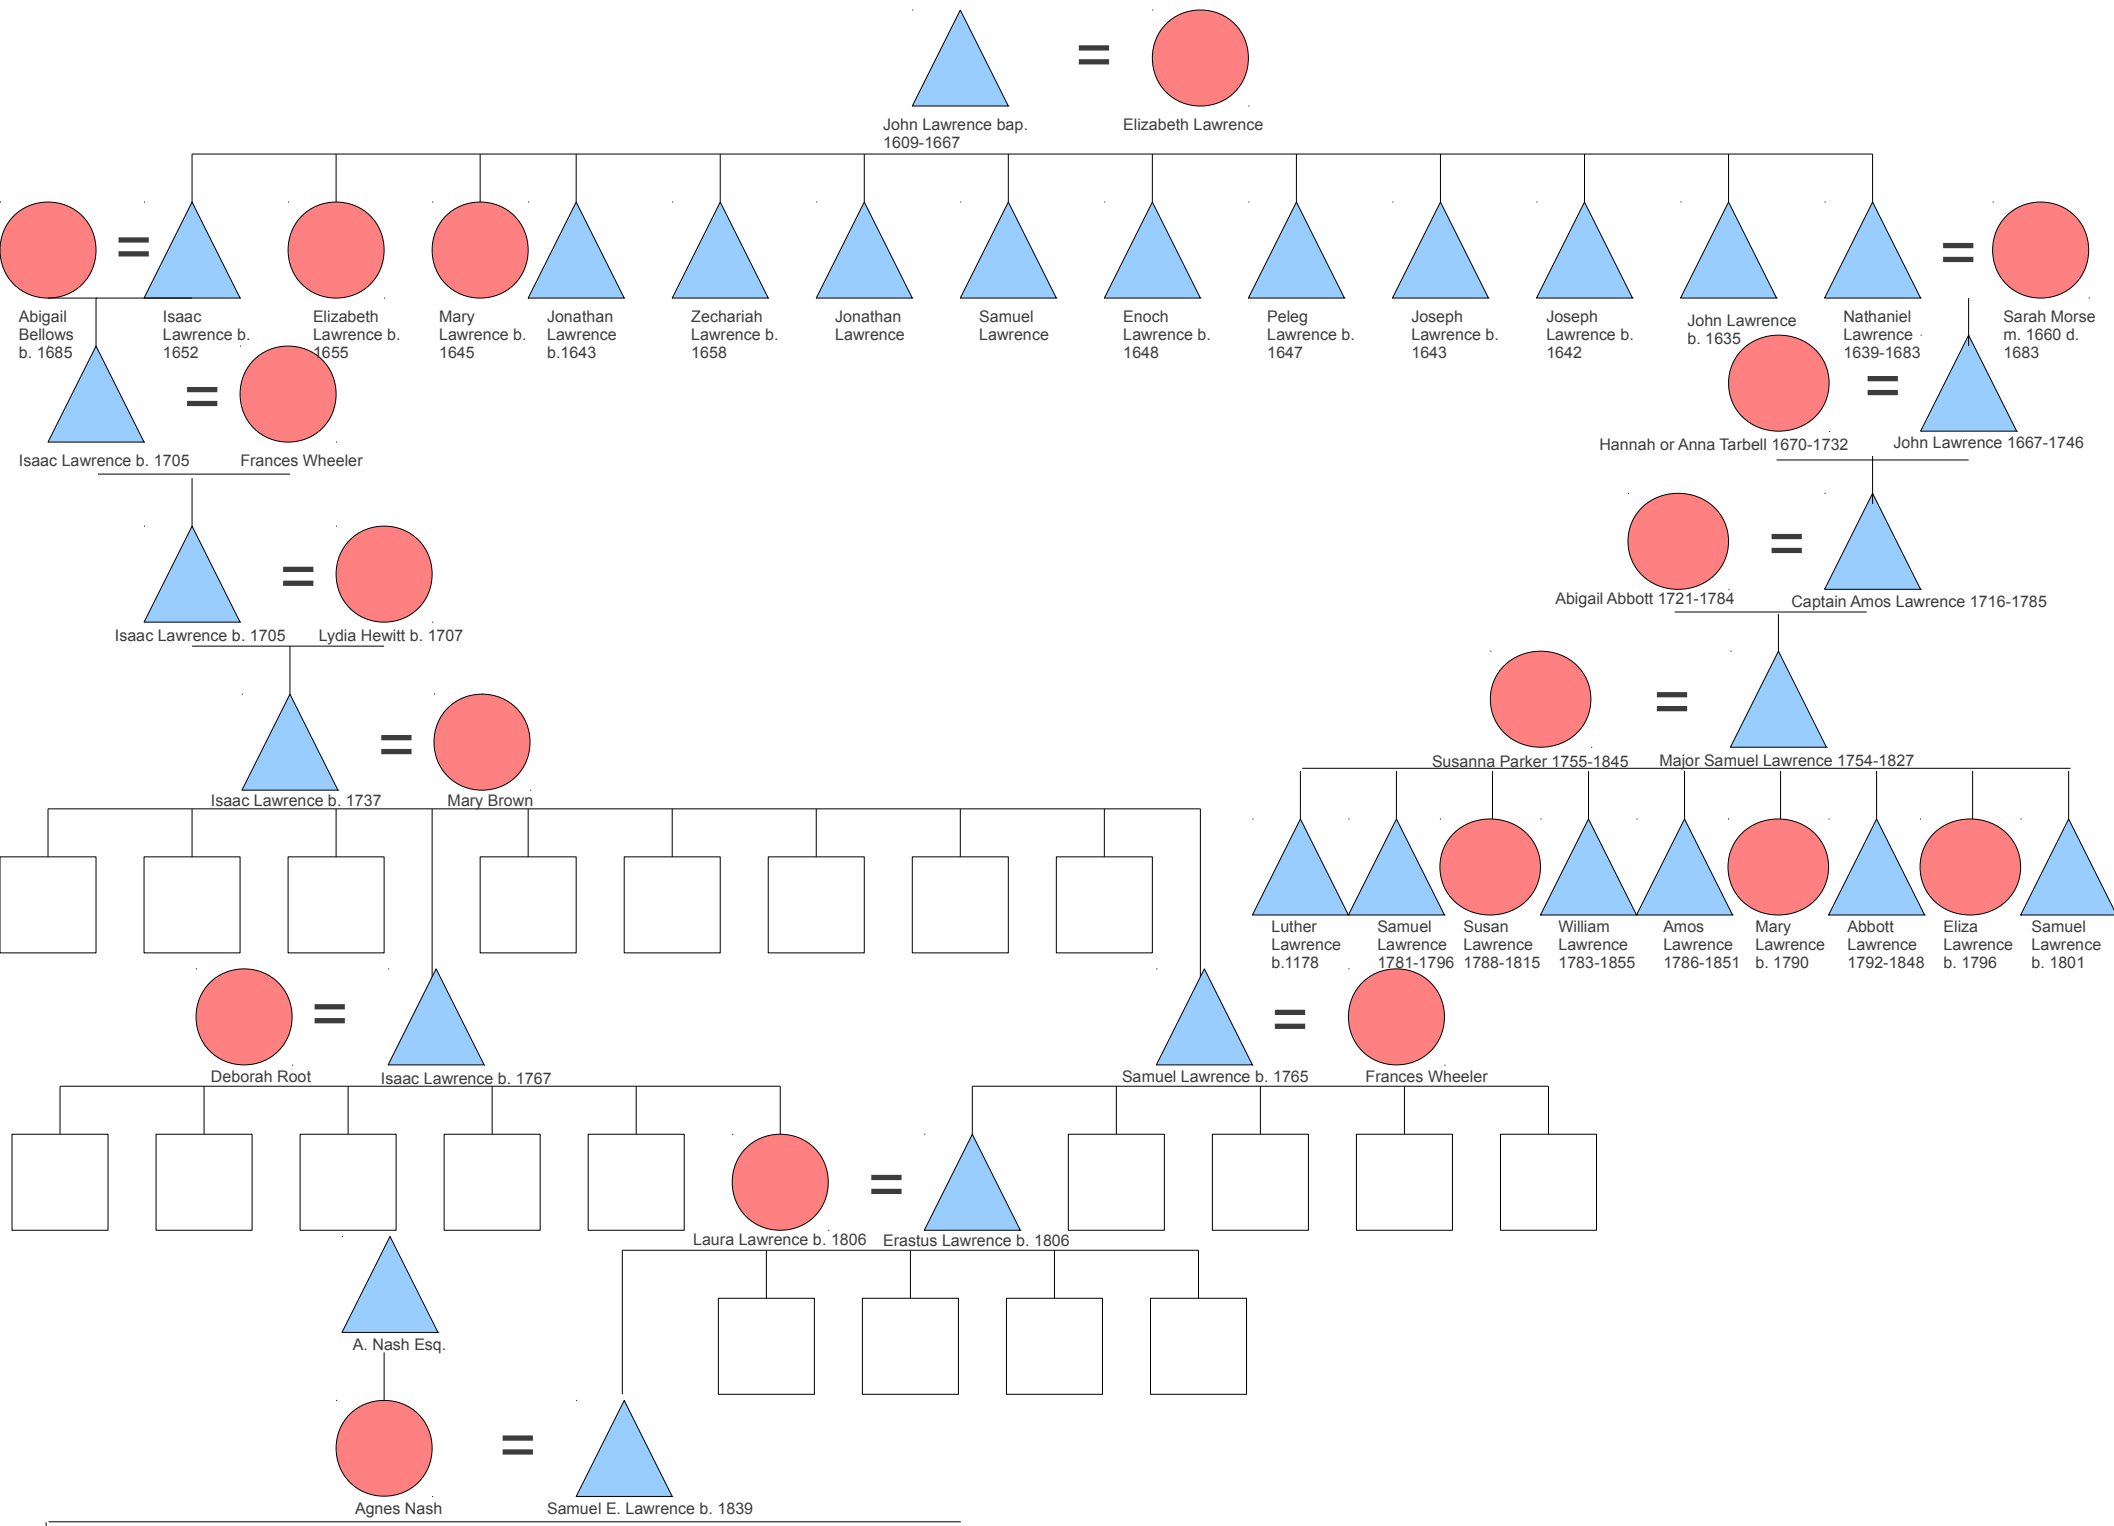 John Lawrence bap.
1609-1667
Elizabeth Lawrence
Abigail
Bellows
b. 1685
Isaac
Lawrence b.
1652
Elizabeth
Lawrence b.
1655
Mary
Lawrence b.
1645
Jonathan
Lawrence
b.1643
Zechariah
Lawrence b.
1658
Jonathan
Lawrence
Samuel
Lawrence
Enoch
Lawrence b.
1648
Peleg
Lawrence b.
1647
Joseph
Lawrence b.
1643
Joseph
Lawrence b.
1642
John Lawrence
b. 1635
Nathaniel
Lawrence
1639-1683
Sarah Morse
m. 1660 d.
1683
Isaac Lawrence b. 1705
Frances Wheeler
Hannah or Anna Tarbell 1670-1732
John Lawrence 1667-1746
Isaac Lawrence b. 1705
Lydia Hewitt b. 1707
Abigail Abbott 1721-1784
Captain Amos Lawrence 1716-1785
Isaac Lawrence b. 1737
Mary Brown
Susanna Parker 1755-1845
Major Samuel Lawrence 1754-1827
Luther
Lawrence
b.1178
Samuel
Lawrence
1781-1796
Susan
Lawrence
1788-1815
William
Lawrence
1783-1855
Amos
Lawrence
1786-1851
Mary
Lawrence
b. 1790
Abbott
Lawrence
1792-1848
Eliza
Lawrence
b. 1796
Samuel
Lawrence
b. 1801
Deborah Root
Isaac Lawrence b. 1767
Samuel Lawrence b. 1765
Frances Wheeler
Laura Lawrence b. 1806
Erastus Lawrence b. 1806
A. Nash Esq.
Agnes Nash
Samuel E. Lawrence b. 1839